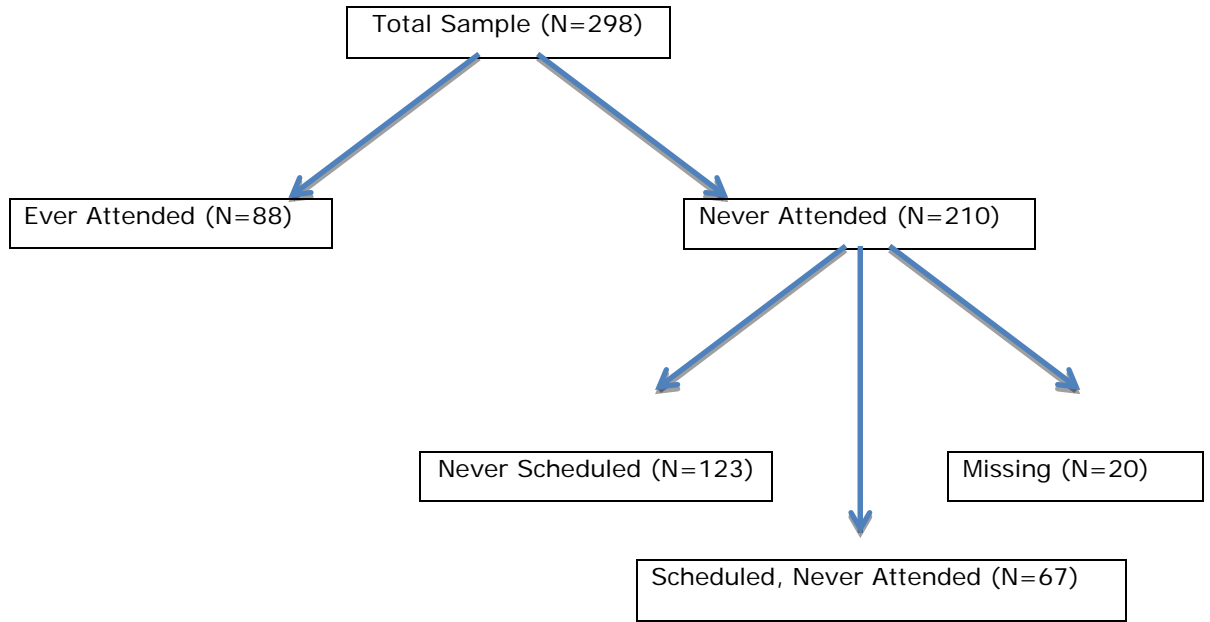 Total Sample (N=298)
Ever Attended (N=88)
Never Attended (N=210)
Never Scheduled (N=123)
Missing (N=20)
Scheduled, Never Attended (N=67)